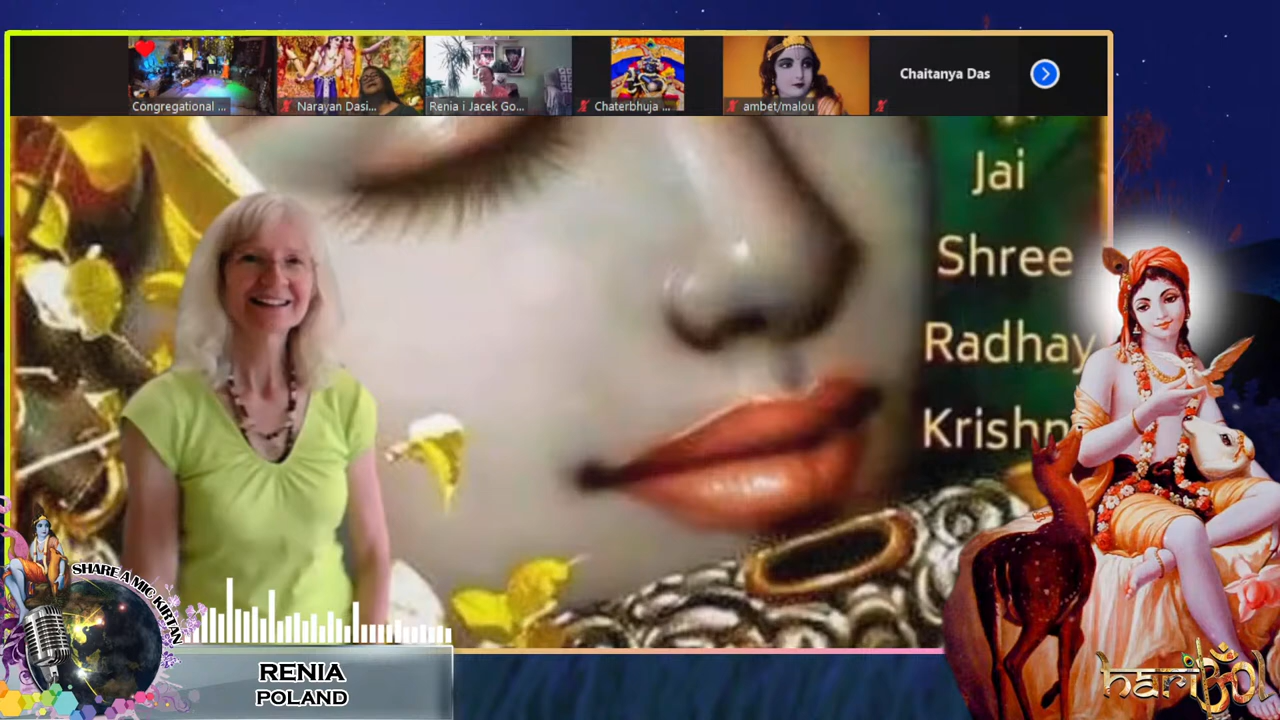 Congregational ...
Narayan Dasi...
Renia i Jacek Go...
Chaterbhuja ...
ambet/malou
Chaitanya Das
Jai
Shree
Radhay
Krishn
SHARE A MIC KIRTAN
RENIA
POLAND
hariBOl